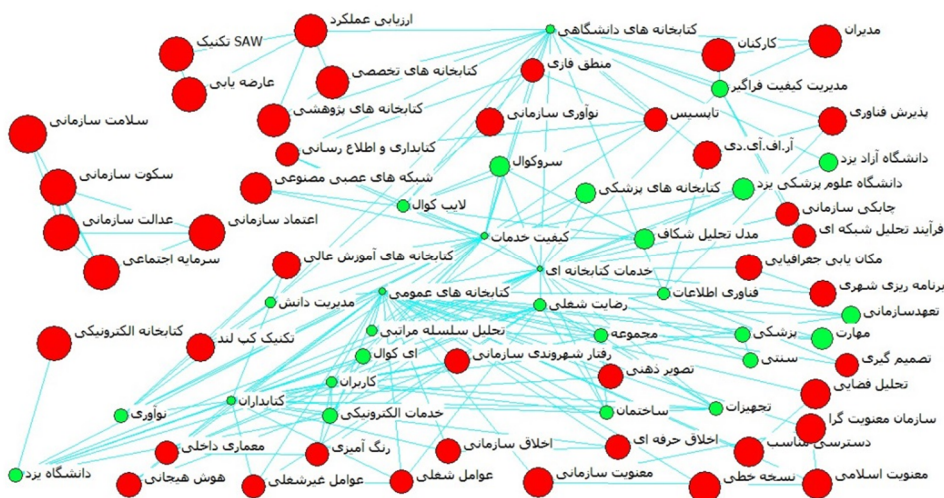 ارزیابی عملکرد
کتابخانه های دانشگاهی
مدیران
کارکنان
تکنیک SAW
منطق فازی
کتابخانه های تخصصی
عارضه یابی
مدیریت کیفیت فراگیر
کتابخانه های پژوهشی
نوآوری سازمانی
تاپسیس
پذیرش فناوری
سلامت سازمانی
کتابداری و اطلاع رسانی
آر.اف.آی.دی
دانشگاه آزاد یزد
سروکوال
شبکه های عصبی مصنوعی
سکوت سازمانی
کتابخانه های پزشکی
دانشگاه علوم پزشکی یزد
لایب کوال
چابکی سازمانی
اعتماد سازمانی
عدالت سازمانی
کیفیت خدمات
مدل تحلیل شکاف
فرآیند تحلیل شبکه ای
کتابخانه های آموزش عالی
سرمایه اجتماعی
خدمات کتابخانه ای
مکان یابی جغرافیایی
کتابخانه های عمومی
فناوری اطلاعات
برنامه ریزی شهری
مدیریت دانش
رضایت شغلی
تعهدسازمانی
کتابخانه الکترونیکی
تکنیک کپ لند
تحلیل سلسله مراتبی
مجموعه
پزشکی
مهارت
ای کوال
رفتار شهروندی سازمانی
سنتی
تصمیم گیری
کاربران
تصویر ذهنی
تحلیل فضایی
کتابداران
نوآوری
خدمات الکترونیکی
ساختمان
تجهیزات
سازمان معنویت گرا
معماری داخلی
رنگ آمیزی
اخلاق سازمانی
اخلاق حرفه ای
دسترسی مناسب
دانشگاه یزد
هوش هیجانی
عوامل غیرشغلی
عوامل شغلی
معنویت سازمانی
نسخه خطی
معنویت اسلامی